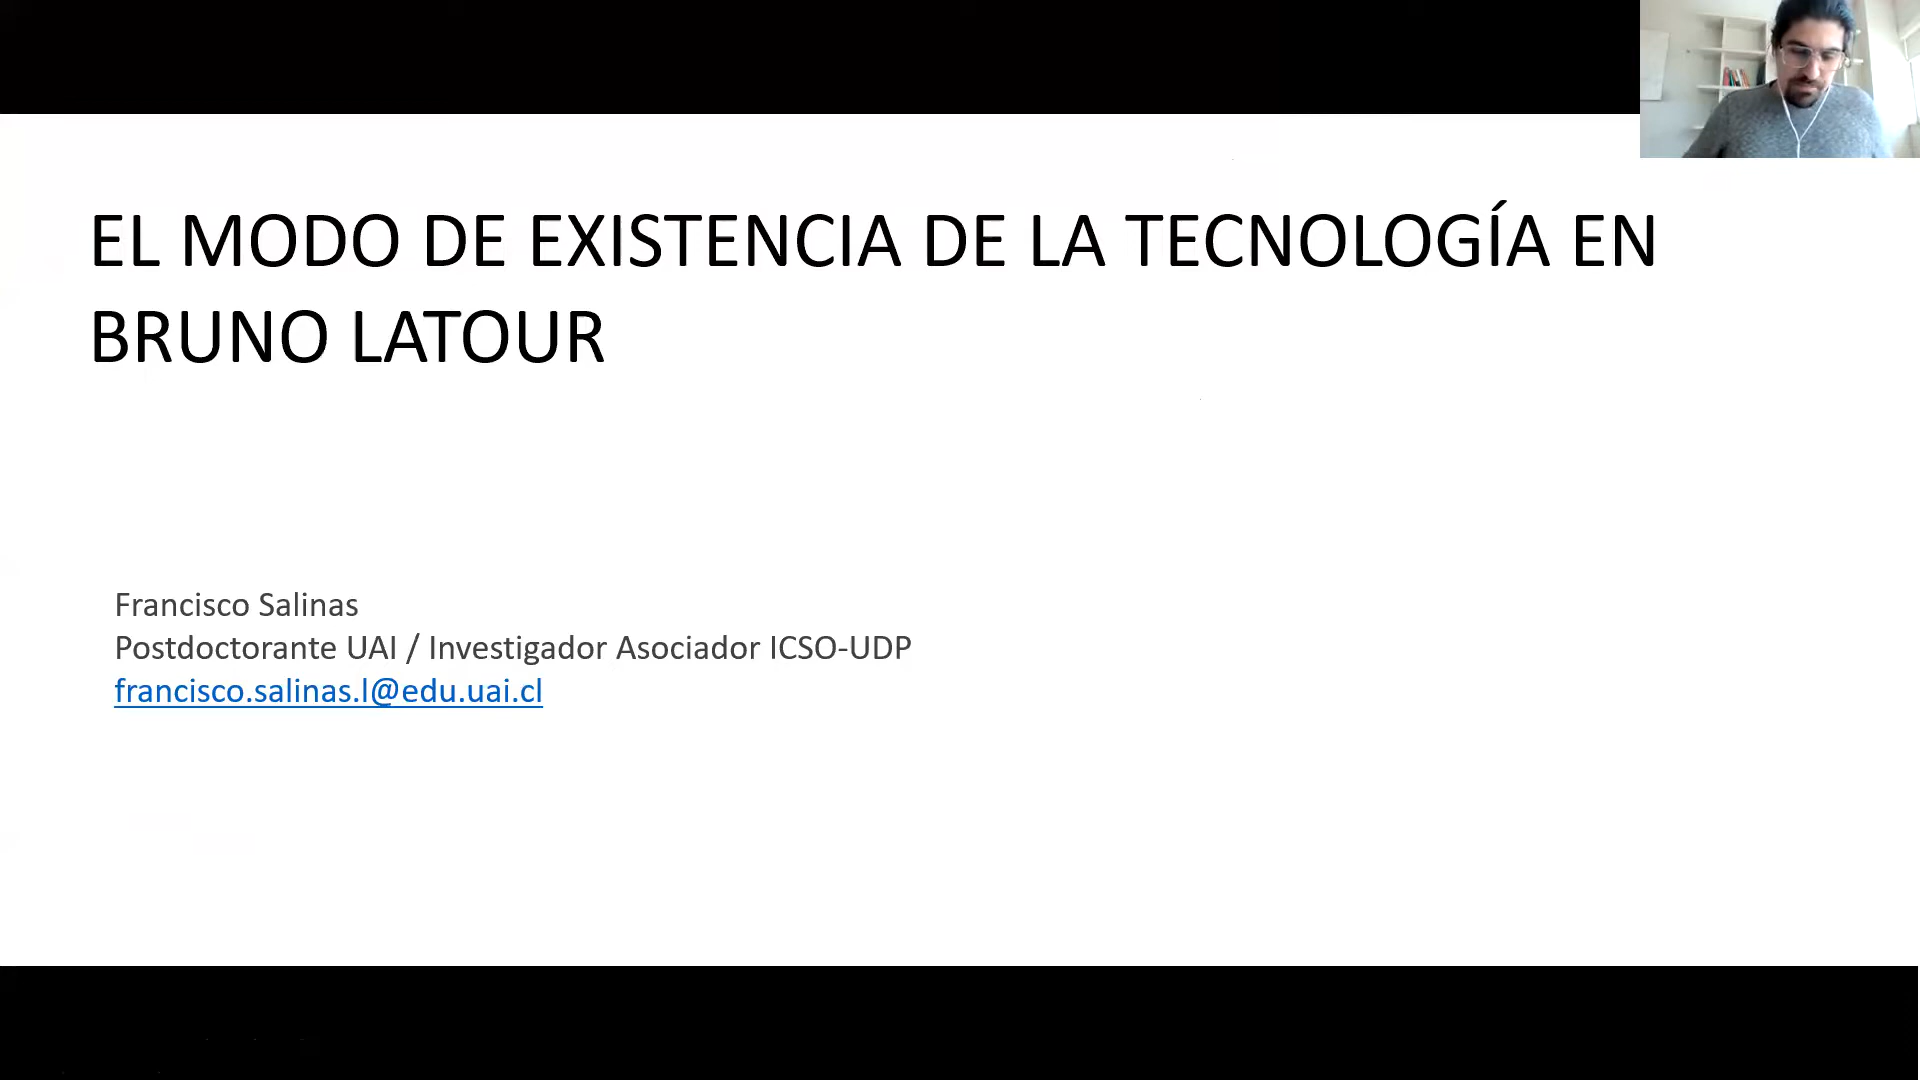 EL MODO DE EXISTENCIA DE LA TECNOLOGÍA EN
BRUNO LATOUR
Francisco Salinas
Postdoctorante UAI / Investigador Asociador ICSO-UDP
francisco.salinas.l@edu.uai.cl